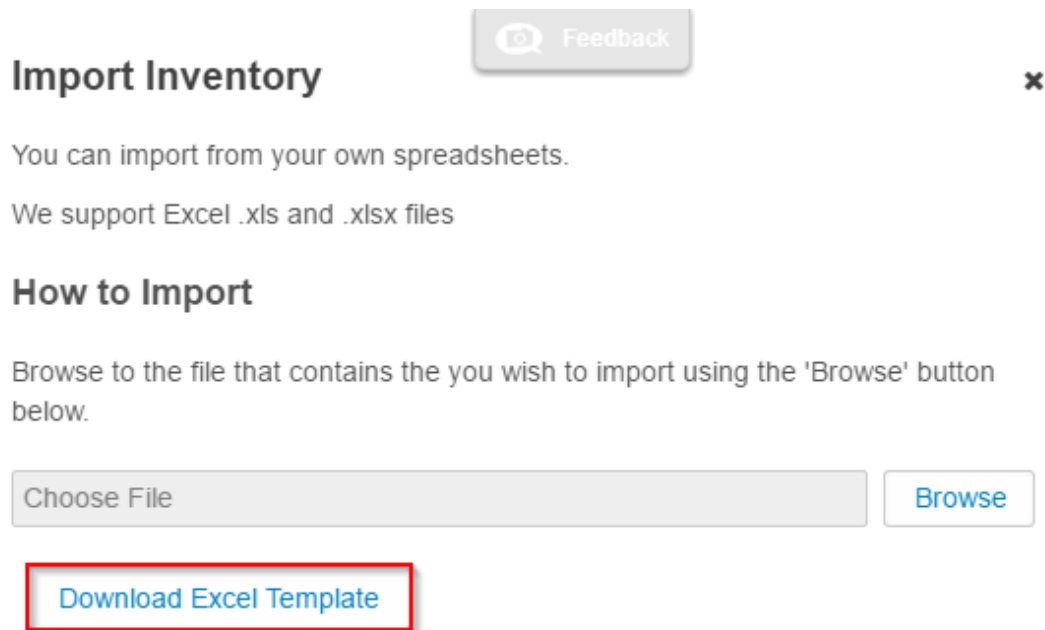 Feedback
Import Inventory
You can import from your own spreadsheets.
We support Excel .xls and .xlsx files
How to Import
Browse to the file that contains the you wish to import using the 'Browse' button
below.
Choose File
Browse
Download Excel Template